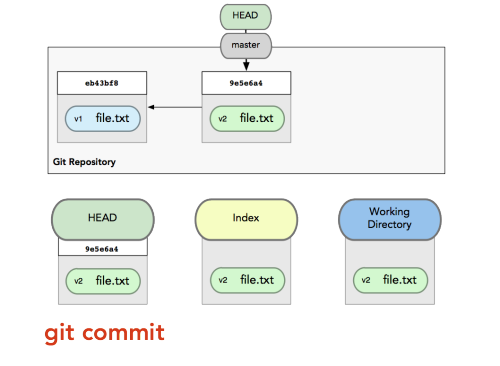 HEAD
master
eb43bf8
9e5e6a4
v1 file.txt
v2 file.txt
Git Repository
HEAD
Index
Working
Directory
9e5e6a4
v2 file.txt
v2 file.txt
v2 file.txt
git commit